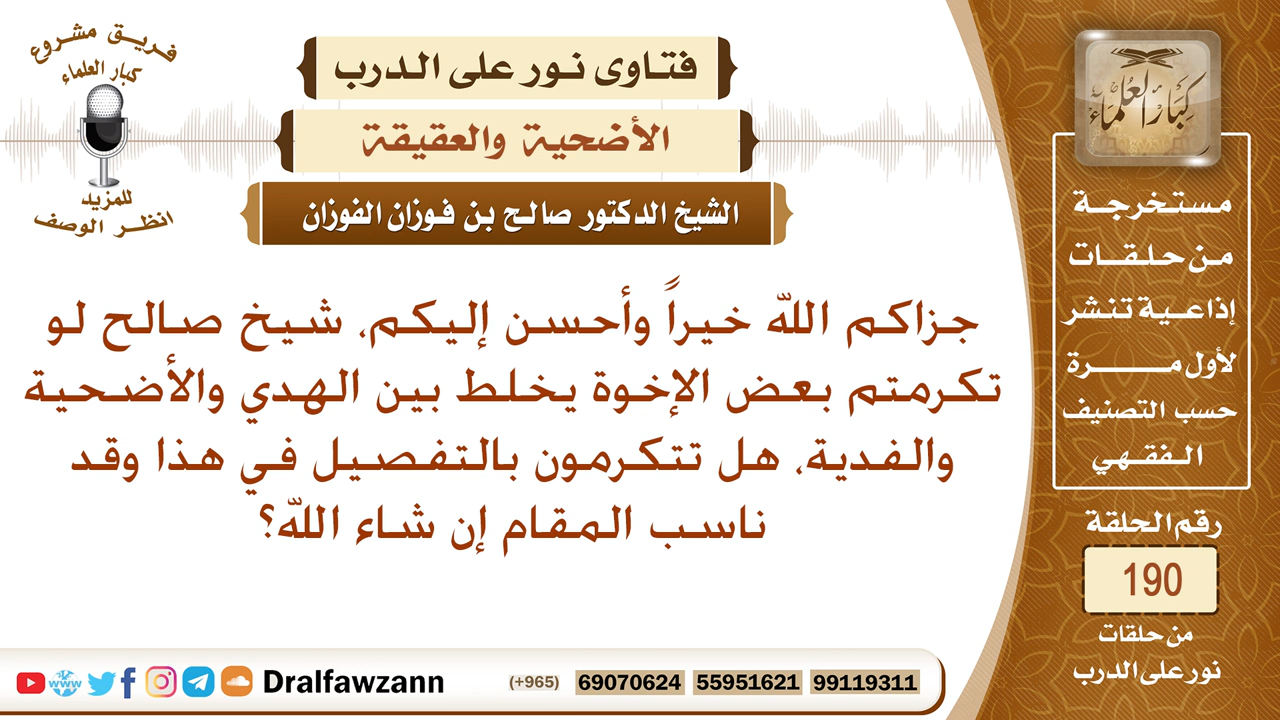 فريق مشروع
كبار العلماء
للمزيد
انظر الوصف
فتاوى نور على الدرب
الأضحية والعقيقة
الشيخ الدكتور صالح بن فوزان الفوزان
جزاكم الله خيراً وأحسن إليكم، شيخ صالح لو
تكرمتم بعض الإخوة يخلط بين الهدي والأضحية
والفدية، هل تتكرمون بالتفصيل في هذا وقد
ناسب المقام إن شاء الله؟
كبار العلماء
مستخرجة
من حلقات
إذاعية تنشر
لأول مرة
حسب التصنيف
الفقهي
رقم الحلقة
190
من حلقات
نور على الدرب
www Dralfawzann (+965) 69070624 55951621 99119311